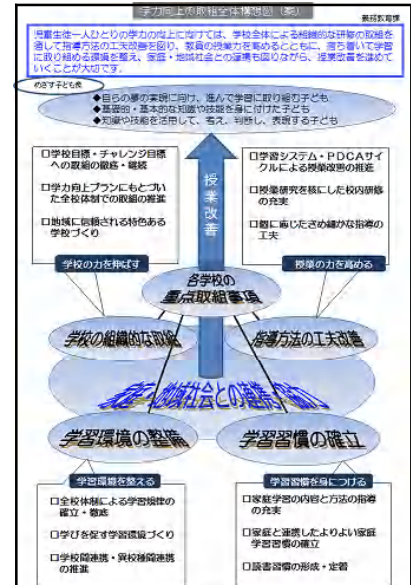 学力向上の取組全体構想図(案)
義務教育課
児童生徒一人ひとりの学力の向上に向けては、学校全体による組織的な研修の取組を
通して指導方法の工夫改善を図り、教員の授業力を高めるとともに、落ち着いて学習
に取り組める環境を整え、家庭・地域社会との連携も図りながら、授業改善を進めて
いくことが大切です。
めざす子ども像
◆自らの夢の実現に向け、進んで学習に取り組む子ども
◆基礎的・基本的な知識や技能を身に付けた子ども
◆知識や技能を活用して、考え、判断し、表現する子ども
□学校目標・チャレンジ目標
への取組の徹底・継続
□学力向上プランにもとづい
た全校体制での取組の推進
□地域に信頼される特色ある
学校づくり
学校の力を伸ばす
授業改善
□学習システム・PDCAサイ
クルによる授業改善の推進
□授業研究を核にした校内研修
の充実
□個に応じたきめ細かな指導の
工夫
授業の力を高める
各学校の
重点取組事項
学校の組織的な取組
指導方法の工夫改善
家庭・地域社会との連携・協力
学習環境の整備
学習習慣の確立
学習環境を整える
□全校体制による学習規律の
確立・徹底
□学びを促す学習環境づくり
□学校間連携・異校種間連携
の推進
学習習慣を身につける
□家庭学習の内容と方法の指導
の充実
□家庭と連携したよりよい家庭
学習習慣の確立
□読書習慣の形成・定着